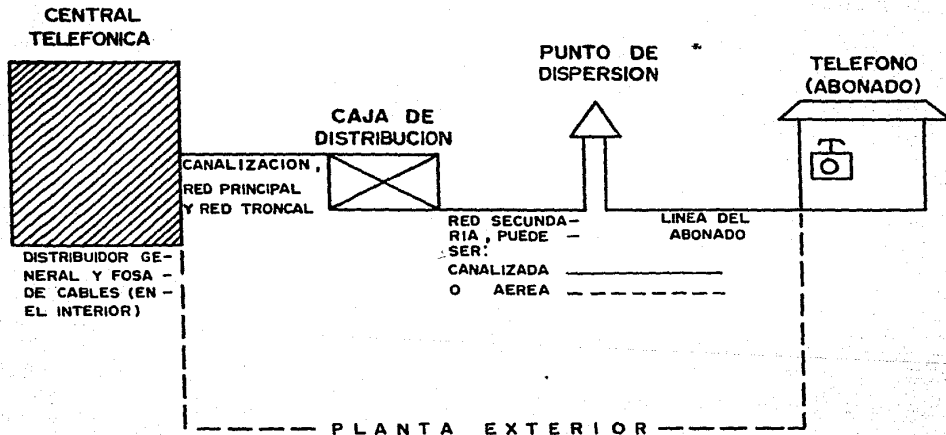 CENTRAL
TELEFONICA
PUNTO DE
DISPERSION
TELEFONO
(ABONADO)
CAJA DE
DISTRIBUCION
CANALIZACION,
RED PRINCIPAL
Y RED TRONCAL
RED SECUNDA-
RIA, PUEDE -
SER:
CANALIZADA
O AEREA
LINEA DEL
ABONADO
DISTRIBUIDOR GE-
NERAL Y FOSA -
DE CABLES (EN -
EL INTERIOR)
PLANTA EXTERIOR